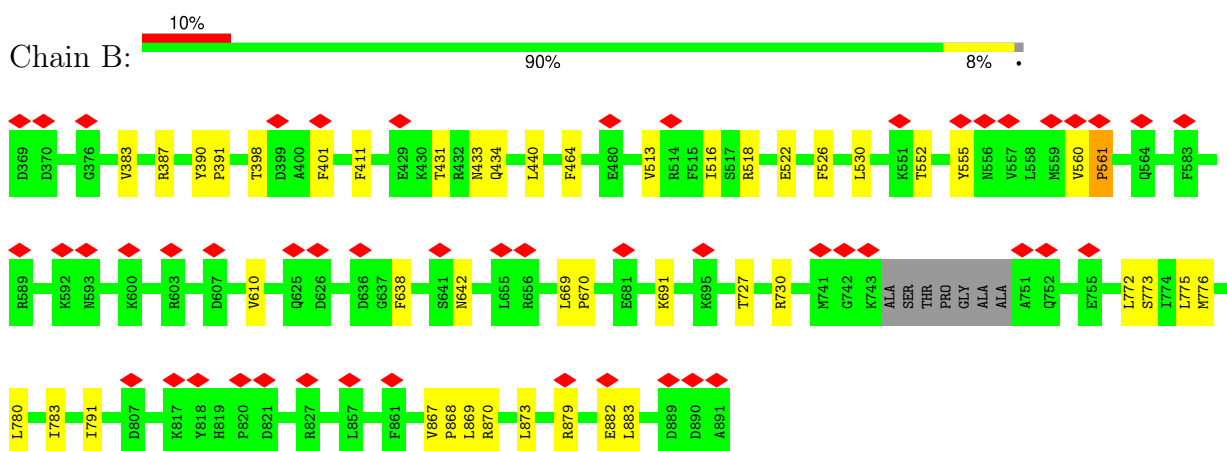 10%
Chain B:
90% 8% •
D369 D370 G376 V383 R387 Y390 P391 T398 D399 A400 F401 F411 E429 K430 T431 R432 N433 Q434 L440 F464 E480 V513 R514 F515 I516 S517 R518 E522 F526 L530 K551 T552 Y555 N556 V557 L558 M559 V560 P561 Q564 F583
R589 K592 N593 K600 R603 D607 V610 Q625 D626 D636 G637 F638 S641 N642 L655 R656 L669 P670 E681 K691 K695 T727 R730 M741 G742 K743 ALA SER THR PRO GLY ALA ALA A751 Q752 E755 L772 S773 I774 L775 M776
L780 I783 I791 D807 K817 Y818 H819 P820 D821 R827 L857 F861 V867 P868 L869 R870 L873 R879 E882 L883 D889 D890 A891